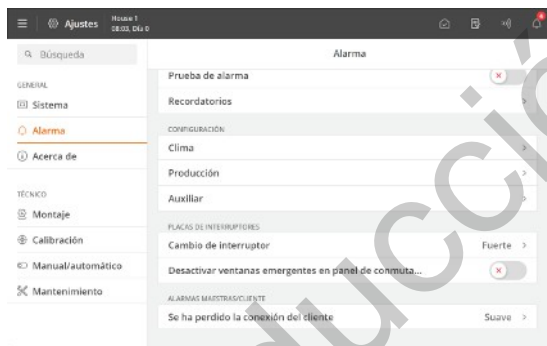 Ajustes
House 1
08:03, Día 0
4
Búsqueda
Alarma
GENERAL
Sistema
Alarma
Acerca de
TÉCNICO
Montaje
Calibración
Manual/automático
Mantenimiento
Prueba de alarma
Recordatorios
CONFIGURACIÓN
Clima
Producción
Auxiliar
PLACAS DE INTERRUPTORES
Cambio de interruptor Fuerte
Desactivar ventanas emergentes en panel de conmuta...
ALARMAS MAESTRAS/CLIENTE
Se ha perdido la conexión del cliente Suave
ducción